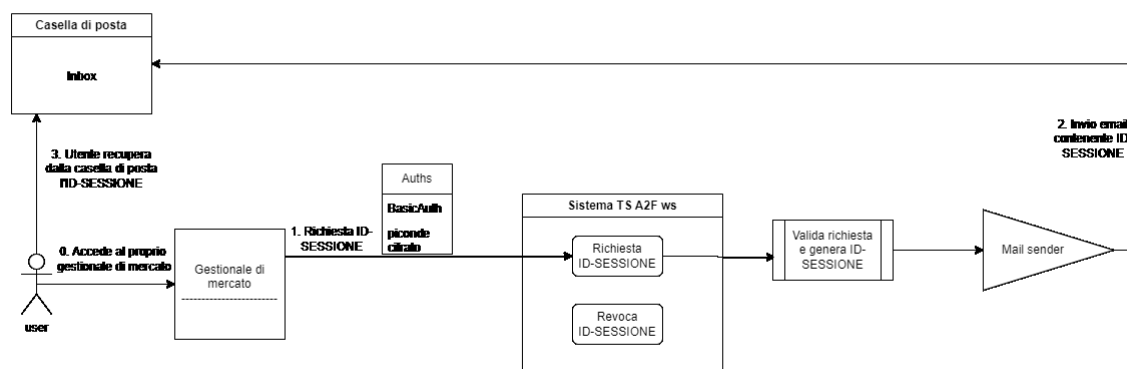 Casella di posta
Inbox
2. Invio email
contenente ID-
SESSIONE
3. Utente recupera
dalla casella di posta
l'ID-SESSIONE
Auths
BasicAuth
pincode
cifrato
Sistema TS A2F ws
1. Richiesta ID-
SESSIONE
0. Accede al proprio
gestionale di mercato
Gestionale di
mercato
Richiesta
ID-SESSIONE
Valida richiesta
e genera ID-
SESSIONE
Mail sender
Revoca
ID-SESSIONE
user